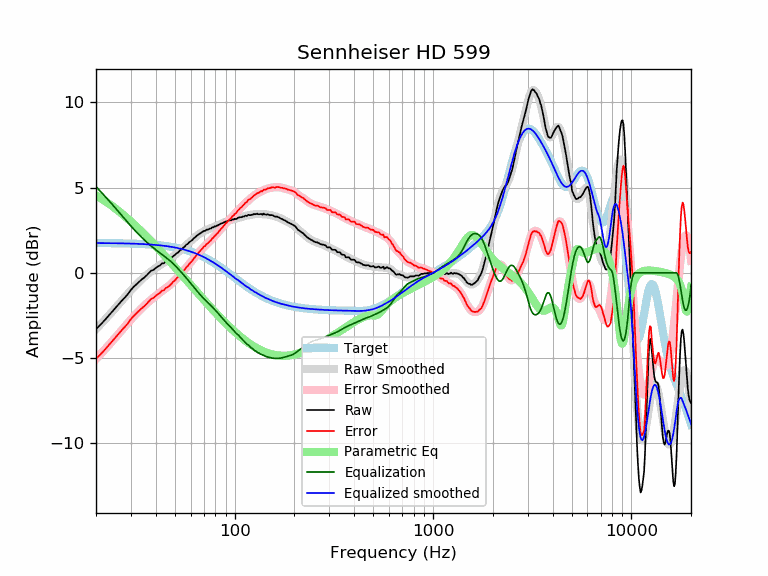 Sennheiser HD 599
Amplitude (dBr)
10
5
0
−5
−10
Target
Raw Smoothed
Error Smoothed
Raw
Error
Parametric Eq
Equalization
Equalized smoothed
100 1000 10000
Frequency (Hz)